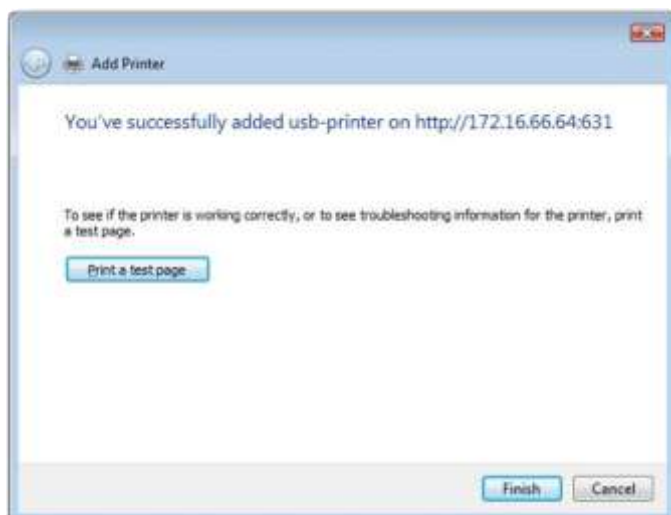 Add Printer
You've successfully added usb-printer on http://172.16.66.64:631
To see if the printer is working correctly, or to see troubleshooting information for the printer, print
a test page.
Print a test page
Finish Cancel